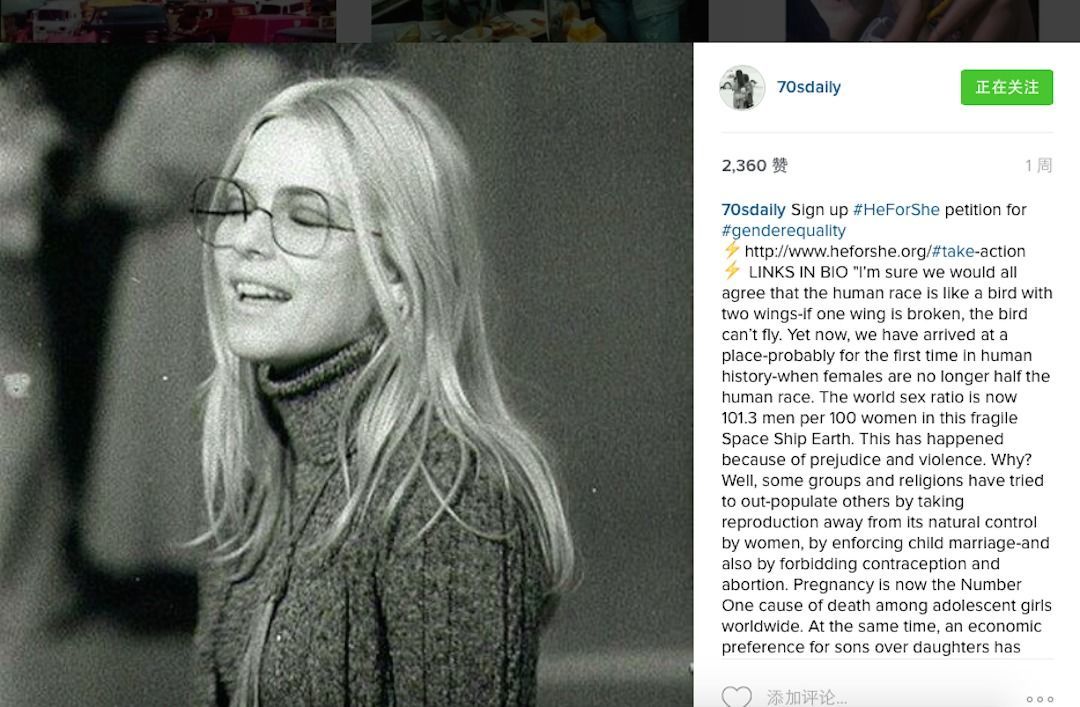 70sdaily
正在关注
2,360 赞
1 周
70sdaily Sign up #HeForShe petition for
#genderequality
⚡http://www.heforshe.org/#take-action
⚡ LINKS IN BIO "I'm sure we would all
agree that the human race is like a bird with
two wings-if one wing is broken, the bird
can't fly. Yet now, we have arrived at a
place-probably for the first time in human
history-when females are no longer half the
human race. The world sex ratio is now
101.3 men per 100 women in this fragile
Space Ship Earth. This has happened
because of prejudice and violence. Why?
Well, some groups and religions have tried
to out-populate others by taking
reproduction away from its natural control
by women, by enforcing child marriage-and
also by forbidding contraception and
abortion. Pregnancy is now the Number
One cause of death among adolescent girls
worldwide. At the same time, an economic
preference for sons over daughters has
添加评论...